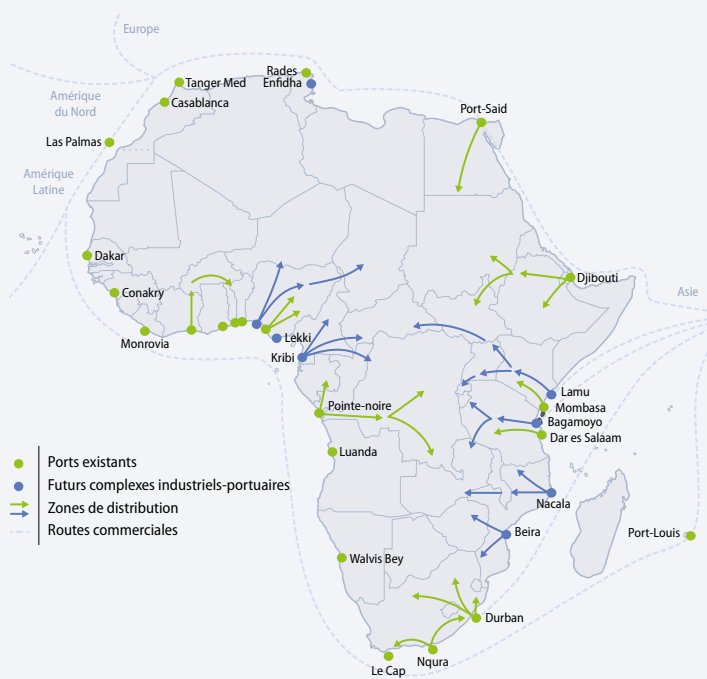 Europe
Rades
Enfidha
Tanger Med
Casablanca
Amérique
du Nord
Port-Said
Las Palmas
Amérique
Latine
Dakar
Djibouti
Conakry
Asie
Monrovia
Lekki
Kribi
Lamu
Mombasa
Pointe-noire
Bagamoyo
Dar es Salaam
Luanda
Ports existants
Futurs complexes industriels-portuaires
Zones de distribution
Routes commerciales
Nacala
Beira
Port-Louis
Walvis Bey
Durban
Nqura
Le Cap